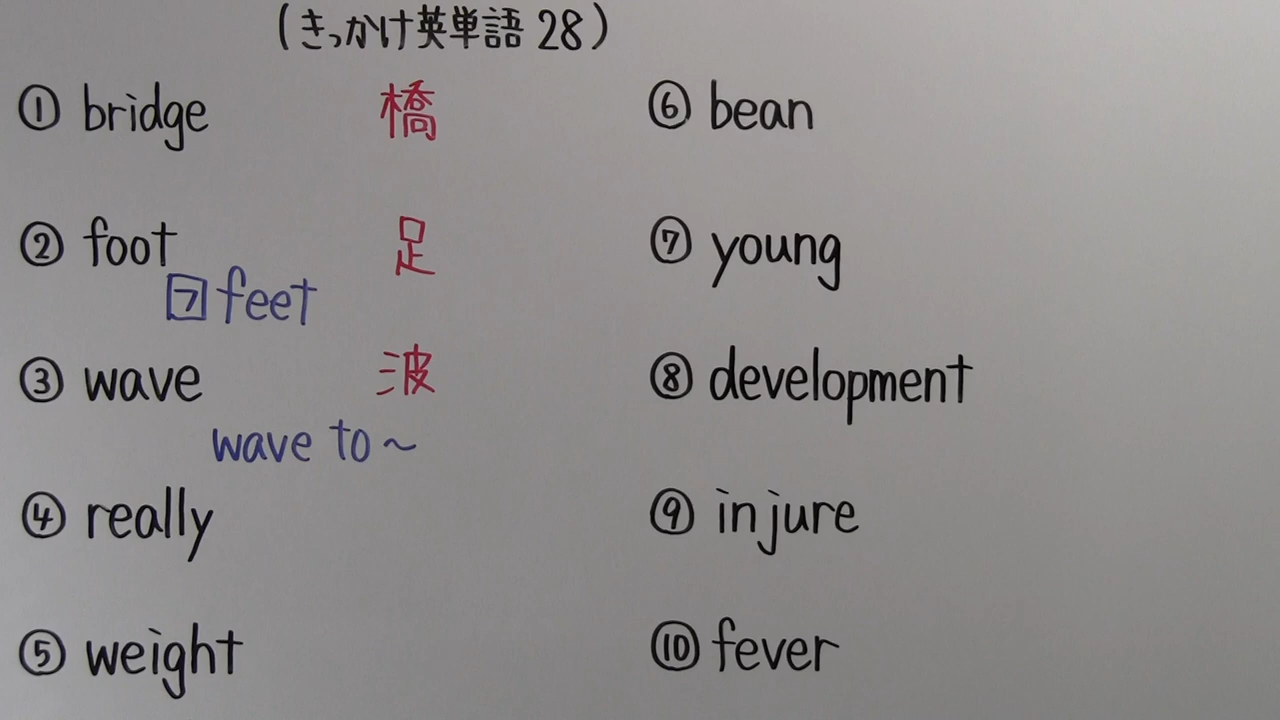 (きっかけ英単語 28)
① bridge 橋
② foot 足
フ feet
③ wave 波
wave to ~
④ really
⑤ weight
⑥ bean
⑦ young
⑧ development
⑨ injure
⑩ fever